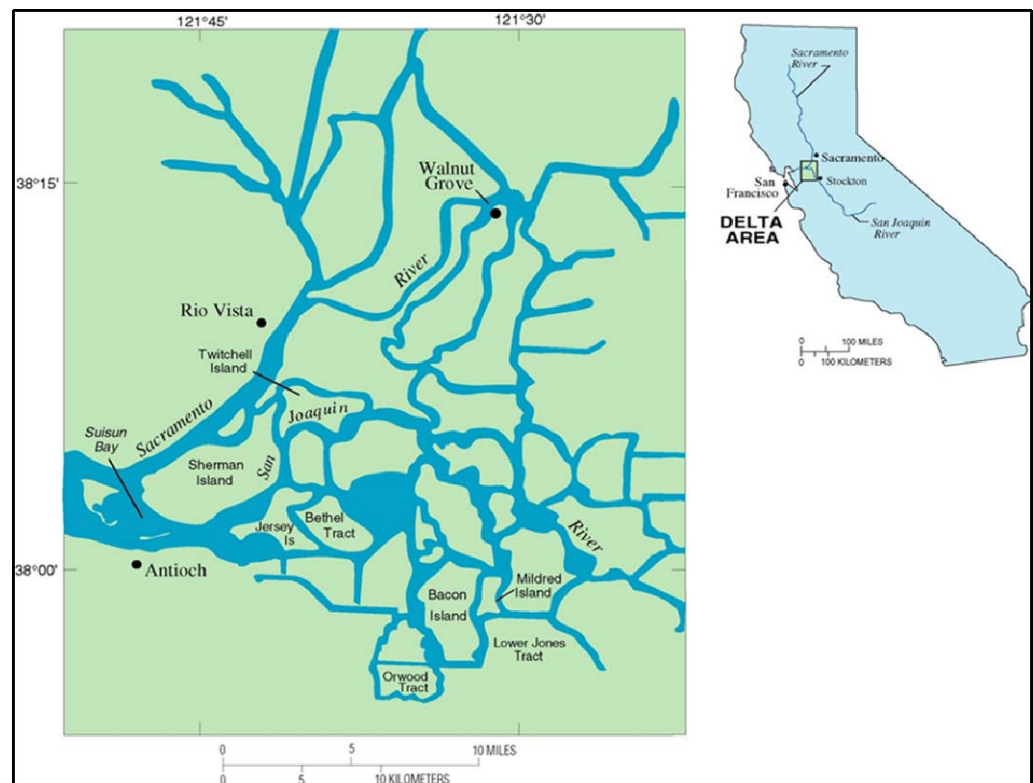 121°45'
121°30'
38°15'
Walnut
Grove
River
Rio Vista
Twitchell
Island
Sacramento
Joaquin
San
Suisun
Bay
Sherman
Island
Jersey
Is
Bethel
Tract
River
38°00'
Antioch
Bacon
Island
Mildred
Island
Lower Jones
Tract
Orwood
Tract
0 5 10 MILES
0 5 10 KILOMETERS
Sacramento
River
Sacramento
Stockton
San
Francisco
DELTA
AREA
San Joaquin
River
0 100 MILES
0 100 KILOMETERS